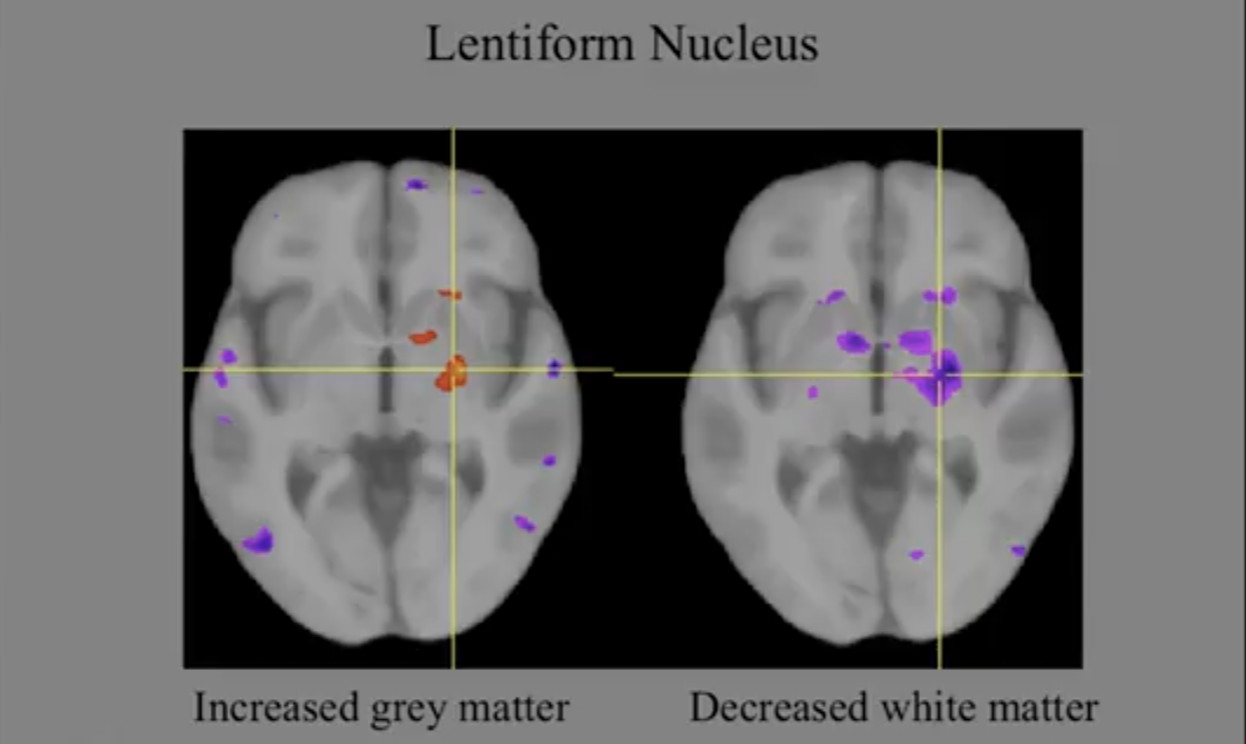 Lentiform Nucleus
Increased grey matter
Decreased white matter